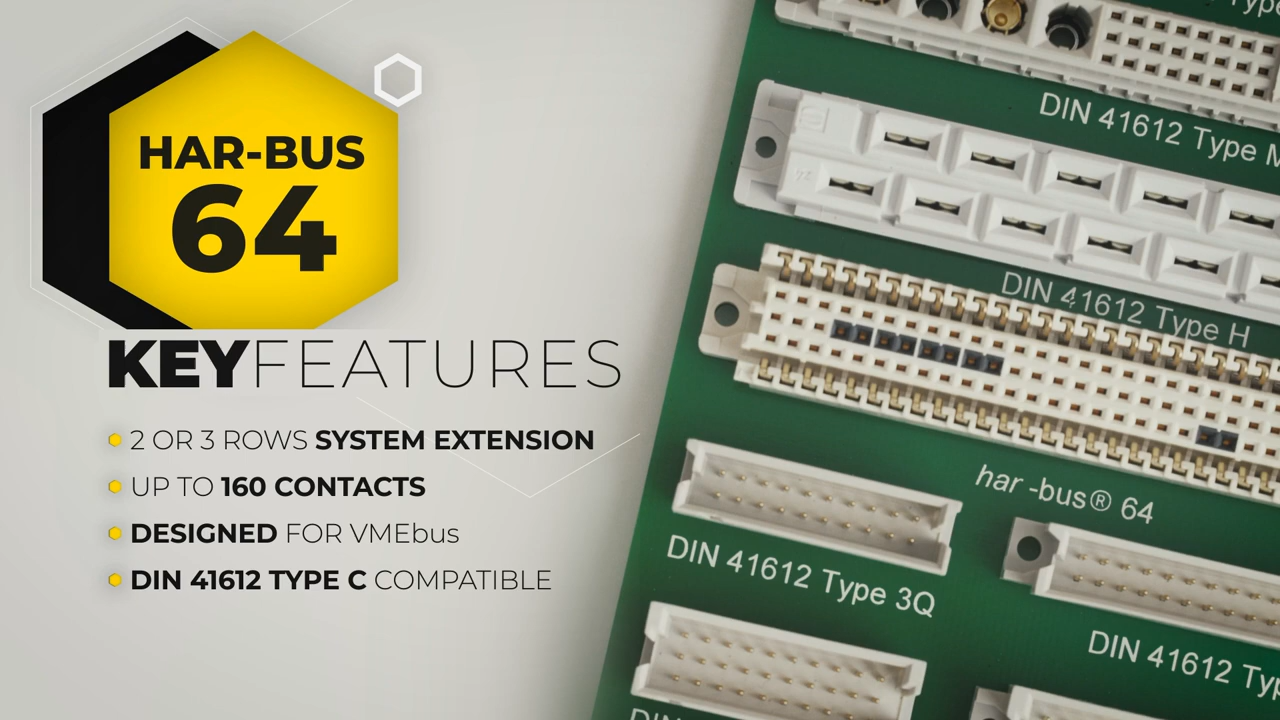 HAR-BUS
64
KEYFEATURES
2 OR 3 ROWS SYSTEM EXTENSION
UP TO 160 CONTACTS
DESIGNED FOR VMEbus
DIN 41612 TYPE C COMPATIBLE
DIN 41612 Type M
DIN 41612 Type H
har -bus® 64
DIN 41612 Type 3Q
DIN 41612